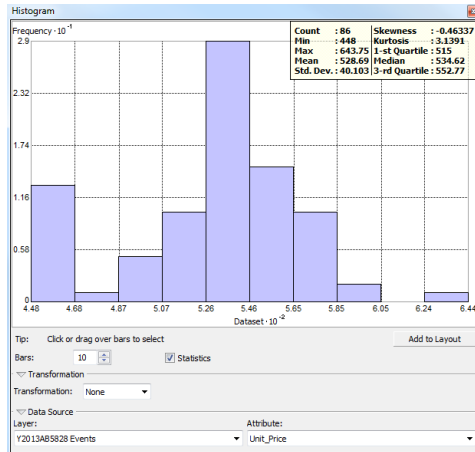 Histogram
Frequency · 10⁻¹
Count : 86 Skewness : -0.46337
Min : 448 Kurtosis : 3.1391
Max : 643.75 1-st Quartile : 515
Mean : 528.69 Median : 534.62
Std. Dev. : 40.103 3-rd Quartile : 552.77
2.9
2.32
1.74
1.16
0.58
0
4.48 4.68 4.87 5.07 5.26 5.46 5.65 5.85 6.05 6.24 6.44
Dataset · 10⁻²
Tip: Click or drag over bars to select Add to Layout
Bars: 10 Statistics
Transformation
Transformation: None
Data Source
Layer: Attribute:
Y2013AB5828 Events Unit_Price